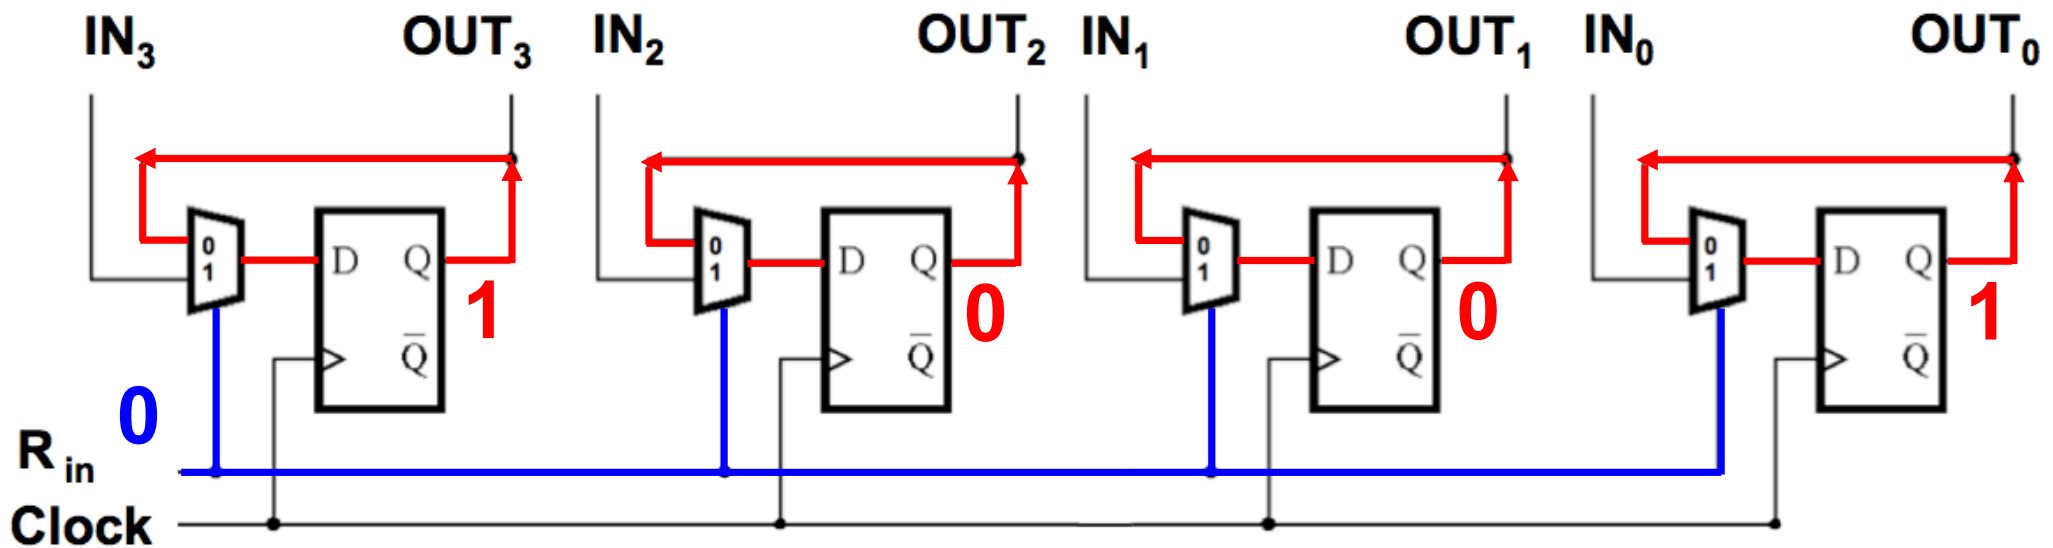 IN3 OUT3 IN2 OUT2 IN1 OUT1 IN0 OUT0
0 0 0 0
1 D Q 1 D Q 1 D Q 1 D Q
1 0 0 1
Q̅ Q̅ Q̅ Q̅
0
R in
Clock